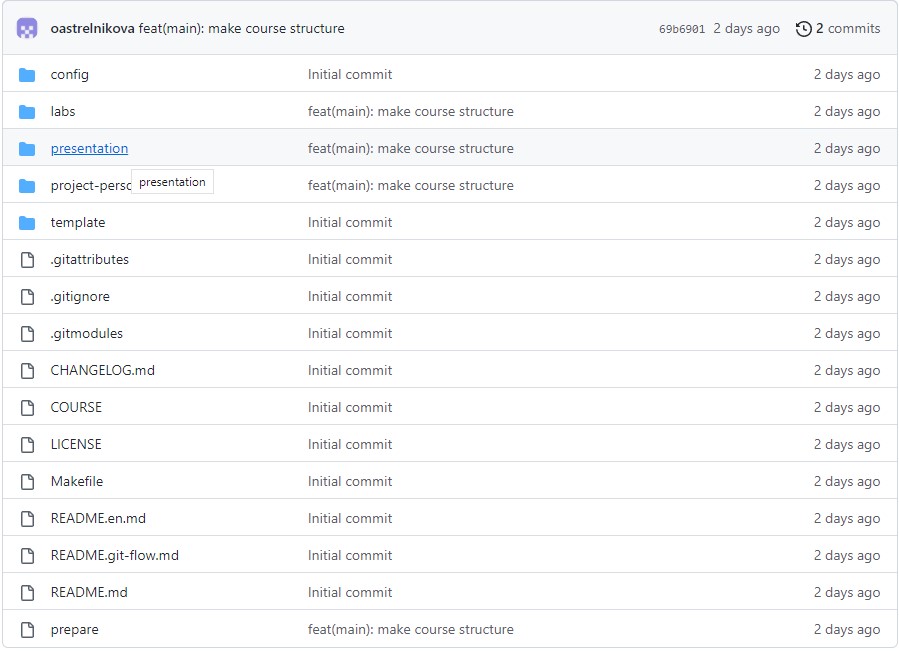 oastrelnikova feat(main): make course structure 69b6901 2 days ago 2 commits
config Initial commit 2 days ago
labs feat(main): make course structure 2 days ago
presentation feat(main): make course structure 2 days ago
project-perso feat(main): make course structure 2 days ago
presentation
template Initial commit 2 days ago
.gitattributes Initial commit 2 days ago
.gitignore Initial commit 2 days ago
.gitmodules Initial commit 2 days ago
CHANGELOG.md Initial commit 2 days ago
COURSE Initial commit 2 days ago
LICENSE Initial commit 2 days ago
Makefile Initial commit 2 days ago
README.en.md Initial commit 2 days ago
README.git-flow.md Initial commit 2 days ago
README.md Initial commit 2 days ago
prepare feat(main): make course structure 2 days ago